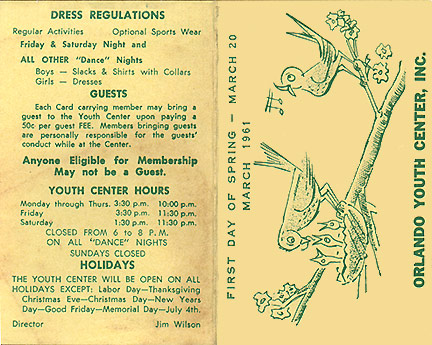 DRESS REGULATIONS
Regular Activities Optional Sports Wear
Friday & Saturday Night and
ALL OTHER "Dance" Nights
Boys — Slacks & Shirts with Collars
Girls — Dresses
GUESTS
Each Card carrying member may bring a
guest to the Youth Center upon paying a
50c per guest FEE. Members bringing guests
are personally responsible for the guests'
conduct while at the Center.
Anyone Eligible for Membership
May not be a Guest.
YOUTH CENTER HOURS
Monday through Thurs. 3:30 p.m. 10:00 p.m.
Friday 3:30 p.m. 11:30 p.m.
Saturday 1:30 p.m. 11:30 p.m.
CLOSED FROM 6 to 8 P.M.
ON ALL "DANCE" NIGHTS
SUNDAYS CLOSED
HOLIDAYS
THE YOUTH CENTER WILL BE OPEN ON ALL
HOLIDAYS EXCEPT: Labor Day—Thanksgiving
Christmas Eve—Christmas Day—New Years
Day—Good Friday—Memorial Day—July 4th.
Director Jim Wilson
FIRST DAY OF SPRING — MARCH 20
MARCH 1961
ORLANDO YOUTH CENTER, INC.